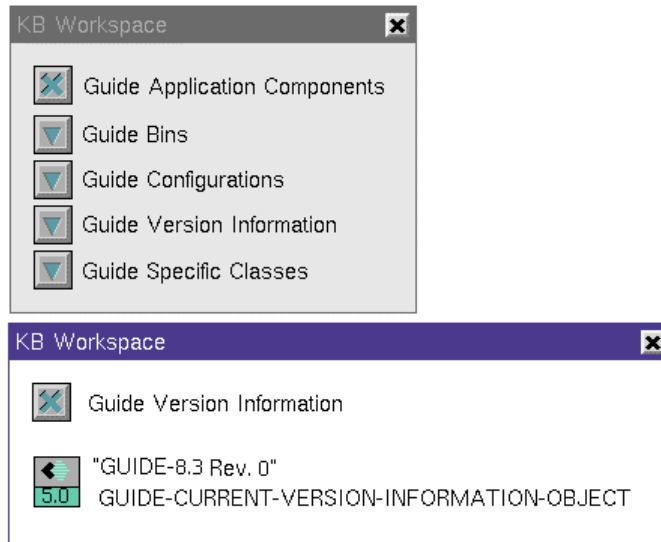 KB Workspace
Guide Application Components
Guide Bins
Guide Configurations
Guide Version Information
Guide Specific Classes
KB Workspace
Guide Version Information
"GUIDE-8.3 Rev. 0"
5.0 GUIDE-CURRENT-VERSION-INFORMATION-OBJECT